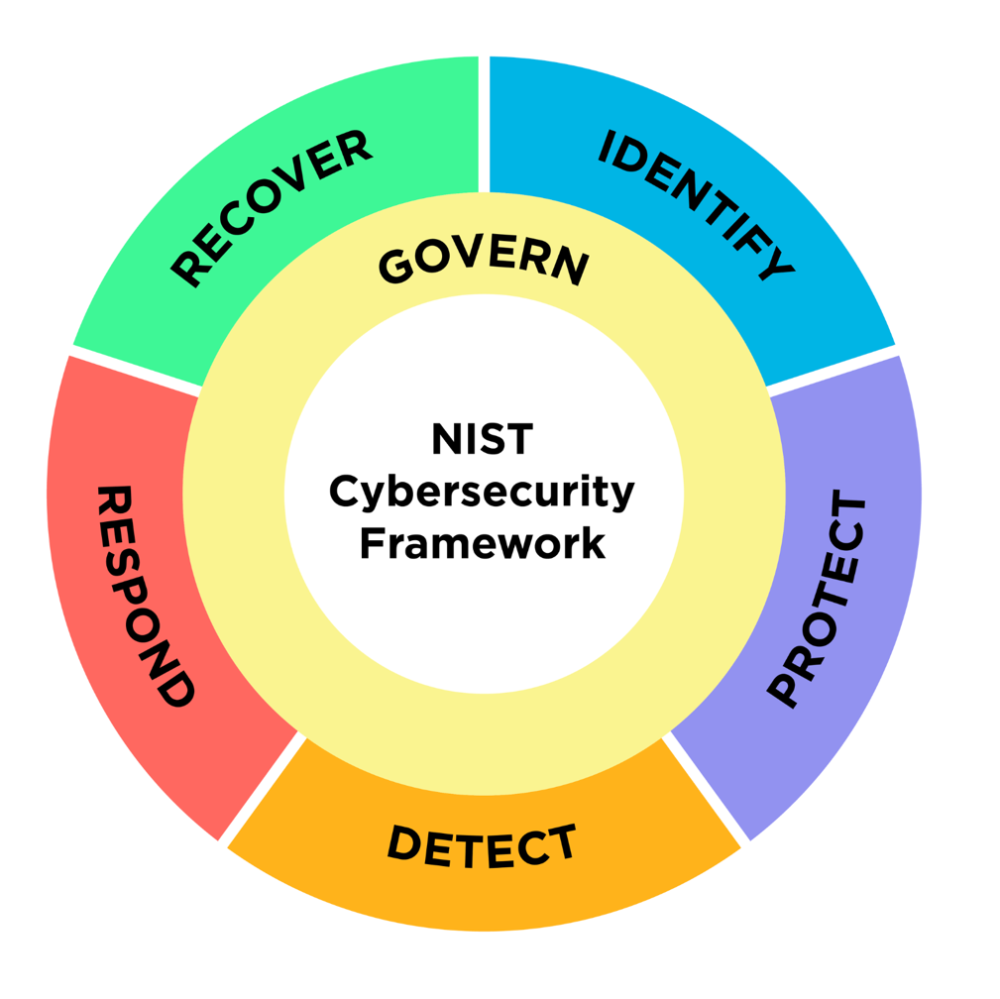 RECOVER
IDENTIFY
GOVERN
NIST
Cybersecurity
Framework
RESPOND
PROTECT
DETECT